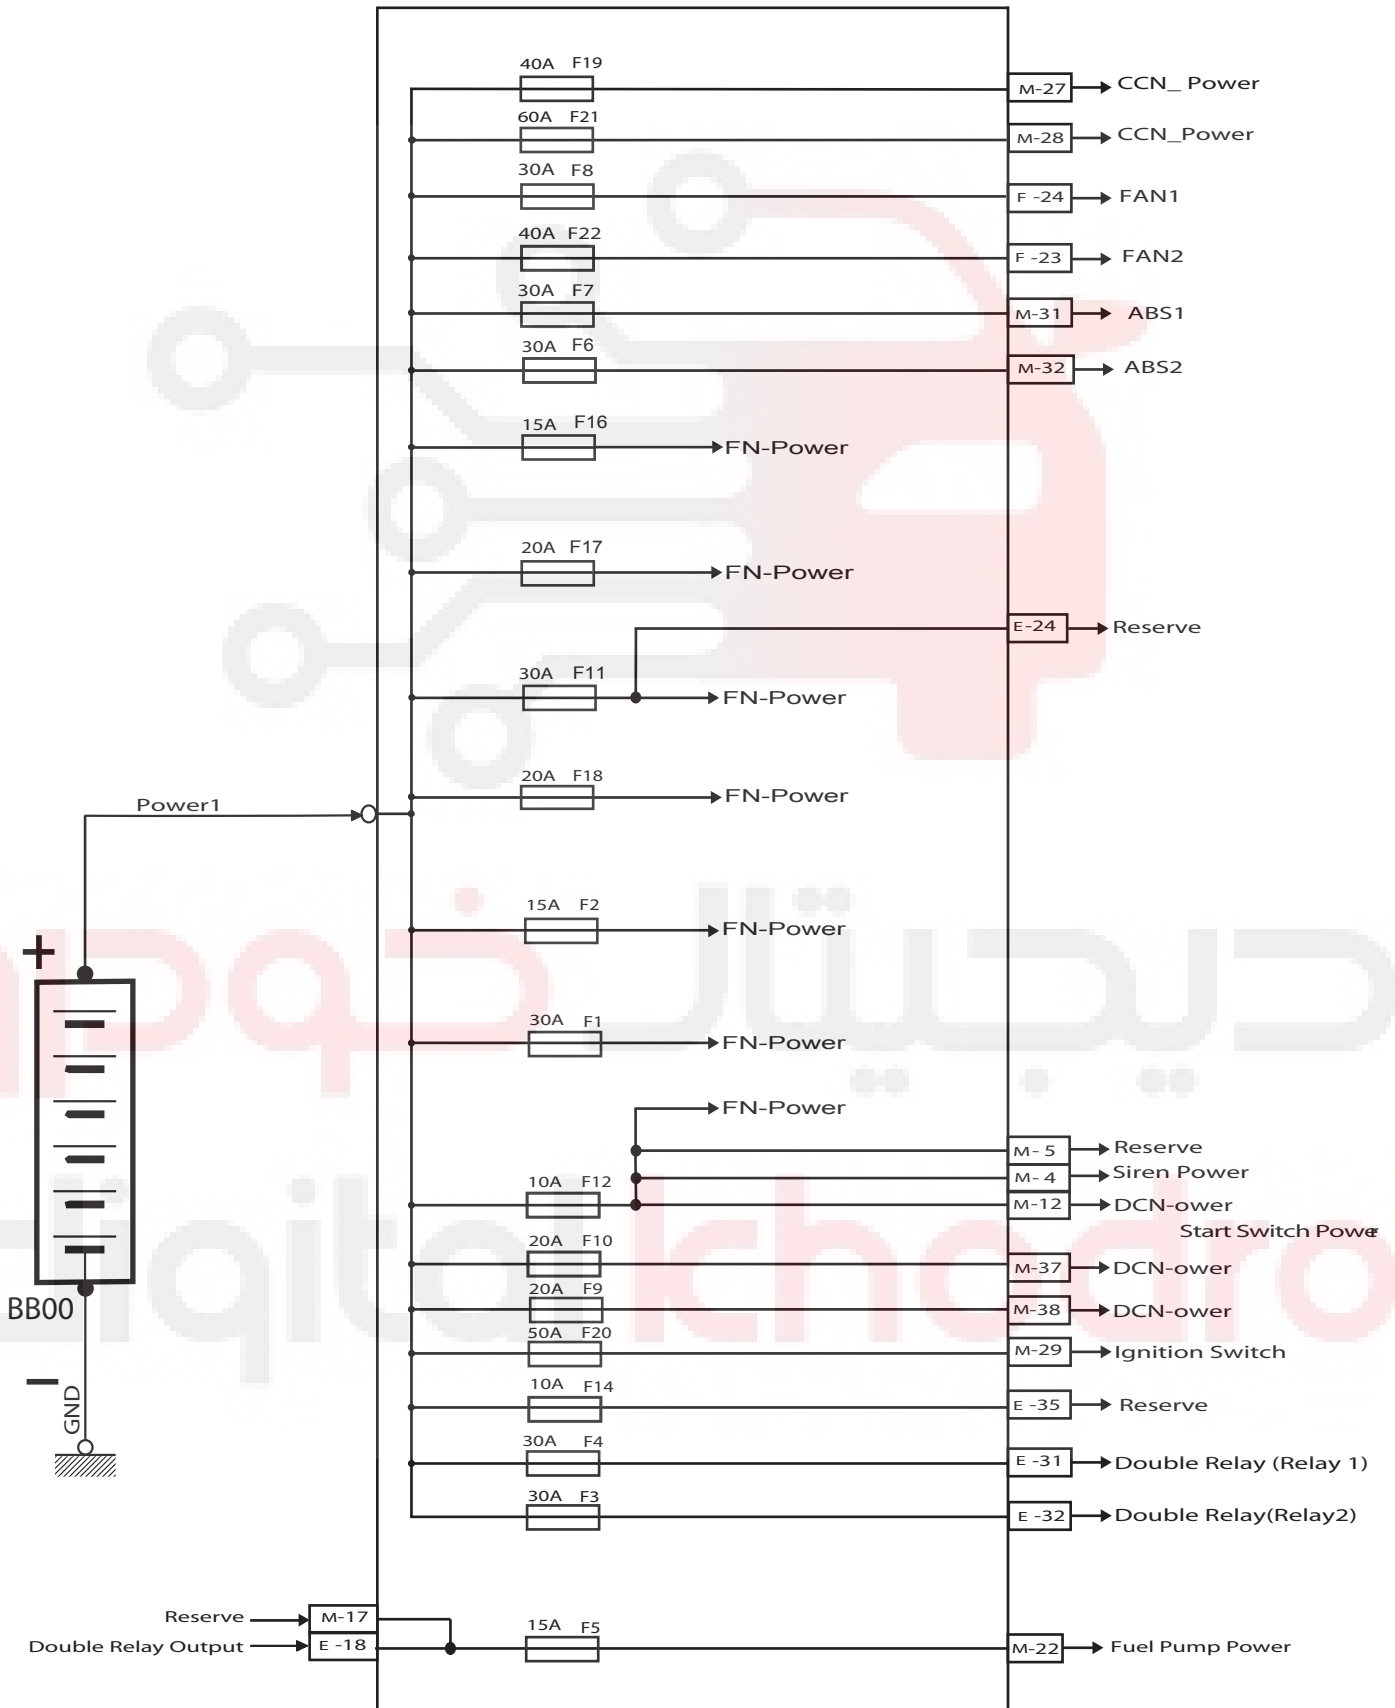 40A F19
M-27 CCN_ Power
60A F21
M-28 CCN_Power
30A F8
F -24 FAN1
40A F22
F -23 FAN2
30A F7
M-31 ABS1
30A F6
M-32 ABS2
15A F16
FN-Power
20A F17
FN-Power
E-24 Reserve
30A F11
FN-Power
20A F18
FN-Power
Power1
15A F2
FN-Power
+
دیجیتال خودرو
30A F1
FN-Power
FN-Power
M- 5 Reserve
M- 4 Siren Power
10A F12
M-12 DCN-ower
Start Switch Power
Digital khodro
20A F10
M-37 DCN-ower
20A F9
M-38 DCN-ower
BB00
50A F20
M-29 Ignition Switch
GND
10A F14
E -35 Reserve
30A F4
E -31 Double Relay (Relay 1)
30A F3
E -32 Double Relay(Relay2)
Reserve M-17
Double Relay Output E -18
15A F5
M-22 Fuel Pump Power